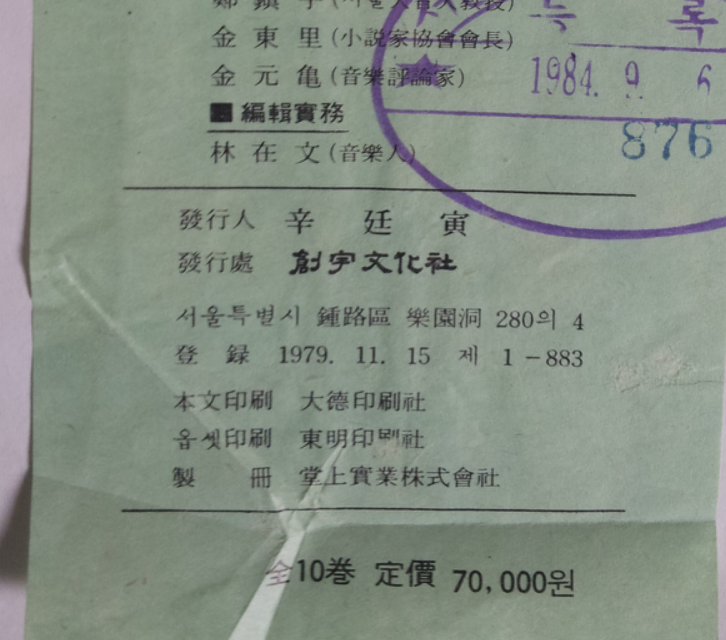 金 東 里 (小說家協會會長)
金 元 亀 (音樂評論家)
■ 編輯實務
林 在 文 (音樂人)
發行人 辛 廷 寅
發行處 創宇文化社
서울특별시 鍾路區 樂園洞 280의 4
登 録 1979. 11. 15 제 1-883
本文印刷 大德印刷社
옵셋印刷 東明印刷社
製 冊 堂上實業株式會社
全10巻 定價 70,000원
록
1984. 9. 6
876